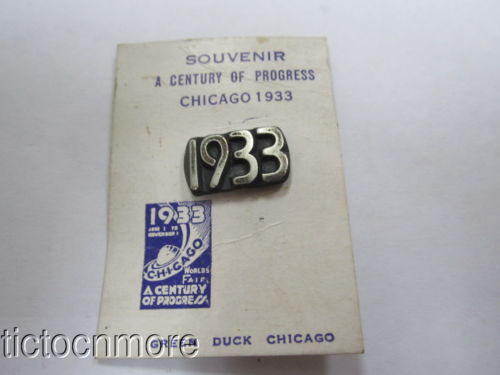 SOUVENIR
A CENTURY OF PROGRESS
CHICAGO 1933
1933
1933
JUNE 1 TO
NOVEMBER 1
CHICAGO
WORLDS
FAIR
A CENTURY
OF PROGRESS
GREEN DUCK CHICAGO
tictocnmore